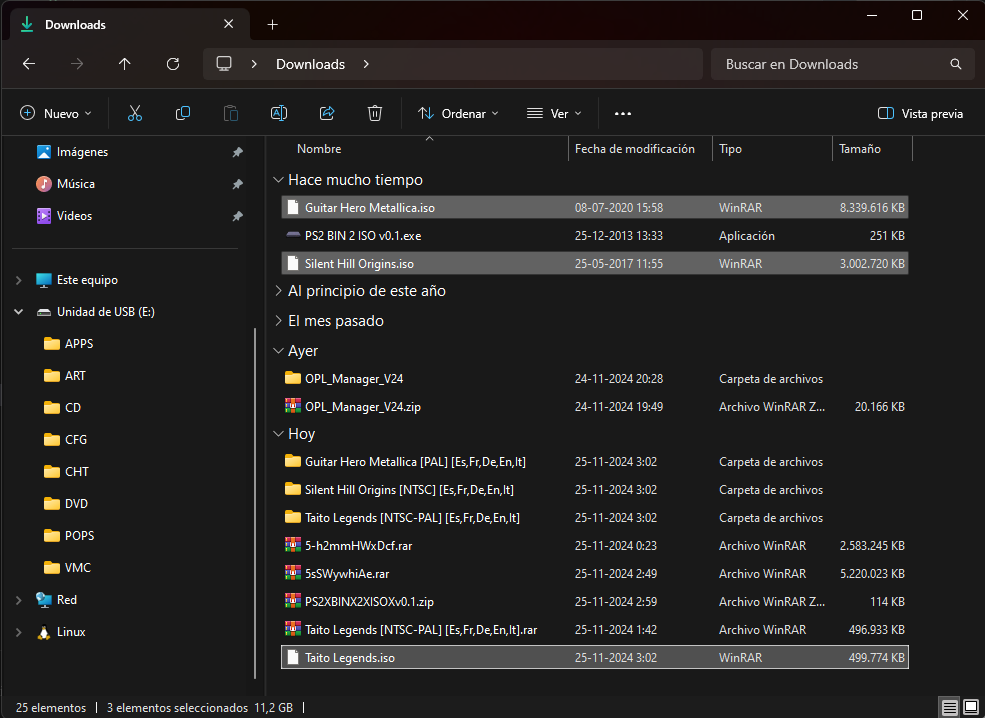 Downloads
Downloads
Buscar en Downloads
Nuevo
Ordenar
Ver
Vista previa
Imágenes
Música
Videos
Este equipo
Unidad de USB (E:)
APPS
ART
CD
CFG
CHT
DVD
POPS
VMC
Red
Linux
Nombre Fecha de modificación Tipo Tamaño
Hace mucho tiempo
Guitar Hero Metallica.iso 08-07-2020 15:58 WinRAR 8.339.616 KB
PS2 BIN 2 ISO v0.1.exe 25-12-2013 13:33 Aplicación 251 KB
Silent Hill Origins.iso 25-05-2017 11:55 WinRAR 3.002.720 KB
Al principio de este año
El mes pasado
Ayer
OPL_Manager_V24 24-11-2024 20:28 Carpeta de archivos
OPL_Manager_V24.zip 24-11-2024 19:49 Archivo WinRAR Z... 20.166 KB
Hoy
Guitar Hero Metallica [PAL] [Es,Fr,De,En,It] 25-11-2024 3:02 Carpeta de archivos
Silent Hill Origins [NTSC] [Es,Fr,De,En,It] 25-11-2024 3:02 Carpeta de archivos
Taito Legends [NTSC-PAL] [Es,Fr,De,En,It] 25-11-2024 3:02 Carpeta de archivos
5-h2mmHWxDcf.rar 25-11-2024 0:23 Archivo WinRAR 2.583.245 KB
5sSWywhiAe.rar 25-11-2024 2:49 Archivo WinRAR 5.220.023 KB
PS2XBINX2XISOXv0.1.zip 25-11-2024 2:59 Archivo WinRAR Z... 114 KB
Taito Legends [NTSC-PAL] [Es,Fr,De,En,It].rar 25-11-2024 1:42 Archivo WinRAR 496.933 KB
Taito Legends.iso 25-11-2024 3:02 WinRAR 499.774 KB
25 elementos 3 elementos seleccionados 11,2 GB